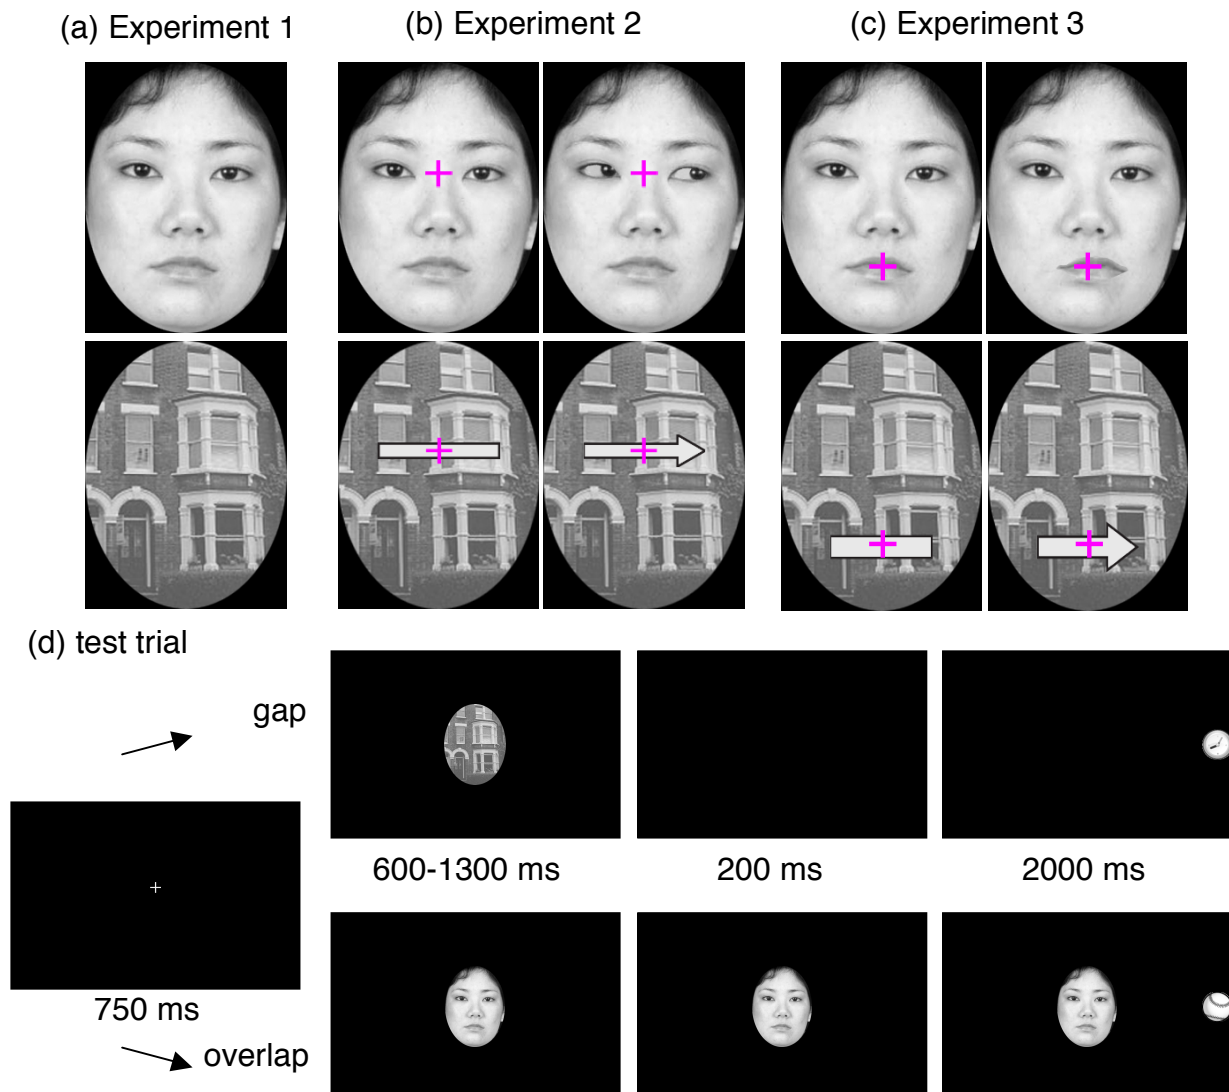 (a) Experiment 1
(b) Experiment 2
(c) Experiment 3
(d) test trial
gap
600-1300 ms
200 ms
2000 ms
750 ms
overlap